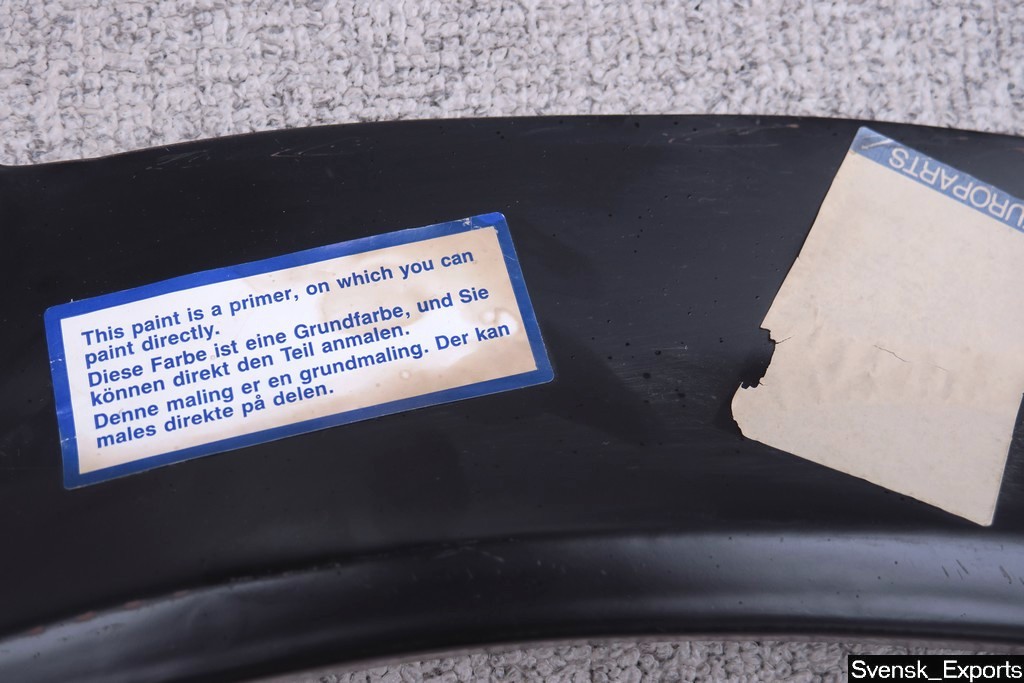 This paint is a primer, on which you can
paint directly.
Diese Farbe ist eine Grundfarbe, und Sie
können direkt den Teil anmalen.
Denne maling er en grundmaling. Der kan
males direkte på delen.
UROPARTS
Svensk_Exports